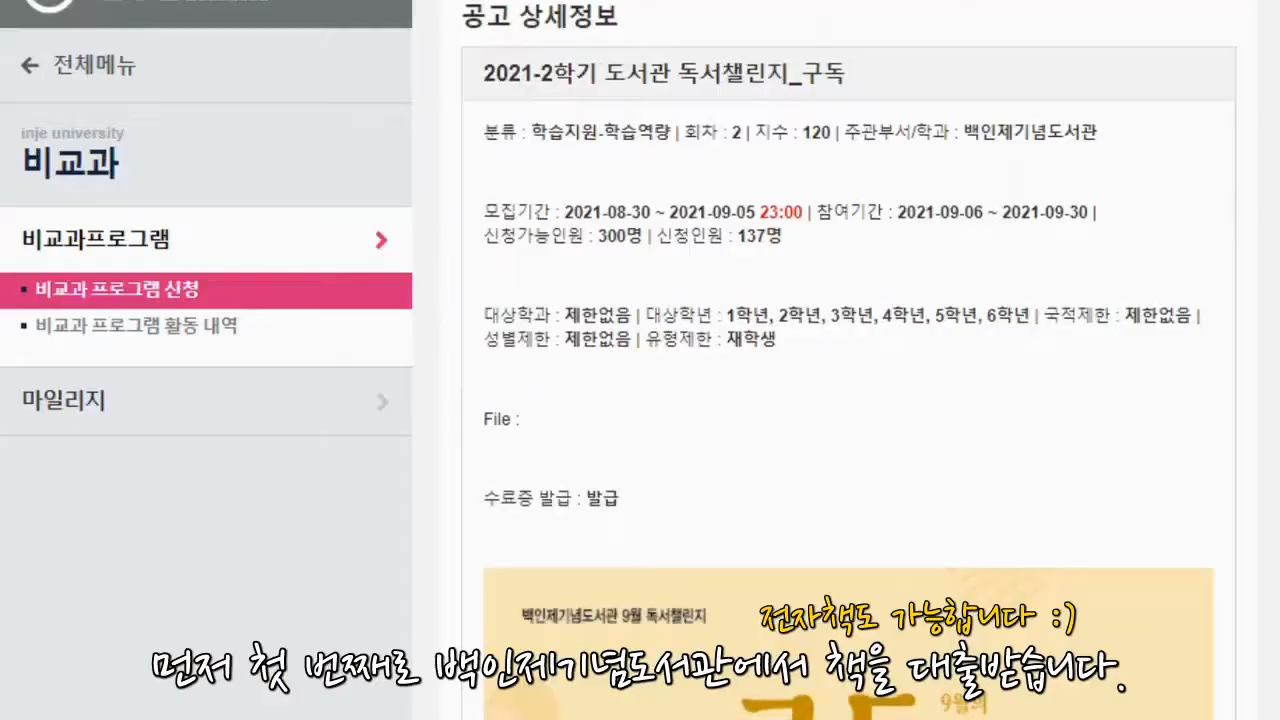 전체메뉴
inje university
비교과
비교과프로그램
비교과 프로그램 신청
비교과 프로그램 활동 내역
마일리지
공고 상세정보
2021-2학기 도서관 독서챌린지_구독
분류 : 학습지원-학습역량 | 회차 : 2 | 지수 : 120 | 주관부서/학과 : 백인제기념도서관
모집기간 : 2021-08-30 ~ 2021-09-05 23:00 | 참여기간 : 2021-09-06 ~ 2021-09-30 |
신청가능인원 : 300명 | 신청인원 : 137명
대상학과 : 제한없음 | 대상학년 : 1학년, 2학년, 3학년, 4학년, 5학년, 6학년 | 국적제한 : 제한없음 |
성별제한 : 제한없음 | 유형제한 : 재학생
File :
수료증 발급 : 발급
백인제기념도서관 9월 독서챌린지
전자책도 가능합니다 :)
먼저 첫 번째로 백인제기념도서관에서 책을 대출받습니다.
9월의